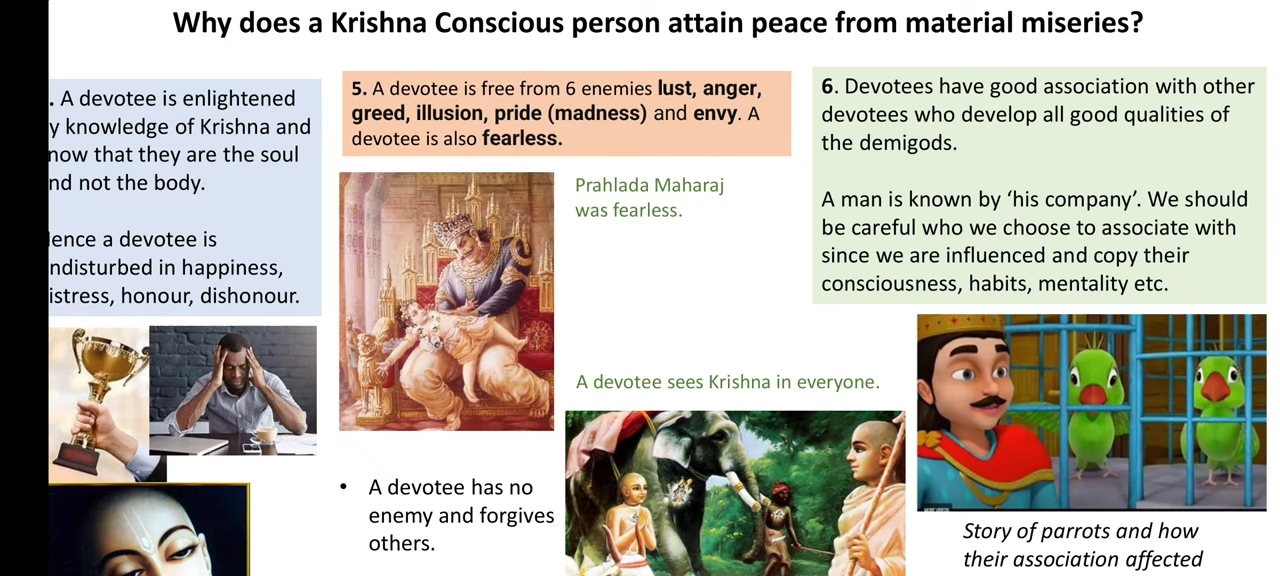 Why does a Krishna Conscious person attain peace from material miseries?
. A devotee is enlightened
y knowledge of Krishna and
now that they are the soul
nd not the body.
ence a devotee is
ndisturbed in happiness,
istress, honour, dishonour.
5. A devotee is free from 6 enemies lust, anger,
greed, illusion, pride (madness) and envy. A
devotee is also fearless.
Prahlada Maharaj
was fearless.
A devotee sees Krishna in everyone.
• A devotee has no
enemy and forgives
others.
6. Devotees have good association with other
devotees who develop all good qualities of
the demigods.
A man is known by ‘his company’. We should
be careful who we choose to associate with
since we are influenced and copy their
consciousness, habits, mentality etc.
MORE VIDEOS
Story of parrots and how
their association affected